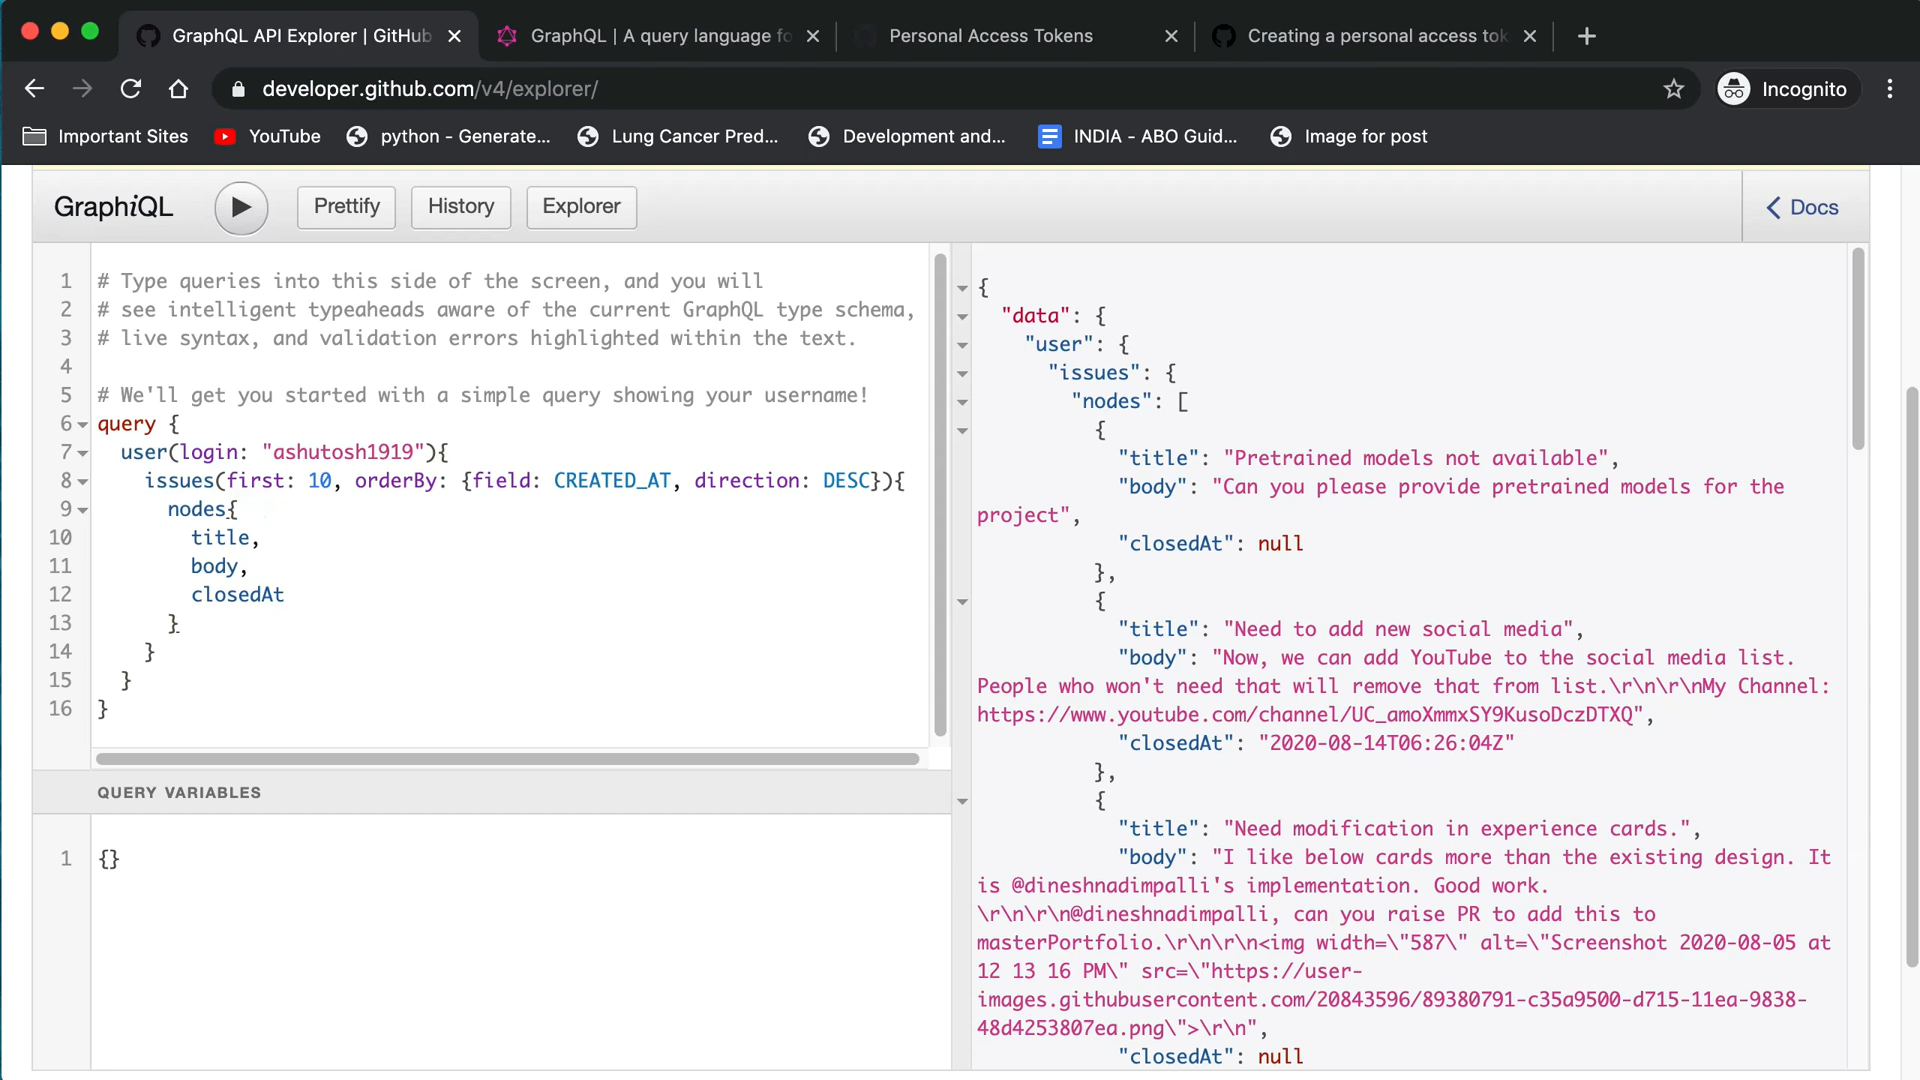 GraphQL API Explorer | GitHub
GraphQL | A query language fo
Personal Access Tokens
Creating a personal access tok
developer.github.com/v4/explorer/
Incognito
Important Sites
YouTube
python - Generate...
Lung Cancer Pred...
Development and...
INDIA - ABO Guid...
Image for post
GraphiQL
Prettify
History
Explorer
Docs
1 # Type queries into this side of the screen, and you will
2 # see intelligent typeaheads aware of the current GraphQL type schema,
3 # live syntax, and validation errors highlighted within the text.
4
5 # We'll get you started with a simple query showing your username!
6 query {
7 user(login: "ashutosh1919"){
8 issues(first: 10, orderBy: {field: CREATED_AT, direction: DESC}){
9 nodes{
10 title,
11 body,
12 closedAt
13 }
14 }
15 }
16 }
QUERY VARIABLES
1 {}
{
"data": {
"user": {
"issues": {
"nodes": [
{
"title": "Pretrained models not available",
"body": "Can you please provide pretrained models for the
project",
"closedAt": null
},
{
"title": "Need to add new social media",
"body": "Now, we can add YouTube to the social media list.
People who won't need that will remove that from list.\r\n\r\nMy Channel:
https://www.youtube.com/channel/UC_amoXmmxSY9KusoDczDTXQ",
"closedAt": "2020-08-14T06:26:04Z"
},
{
"title": "Need modification in experience cards.",
"body": "I like below cards more than the existing design. It
is @dineshnadimpalli's implementation. Good work.
\r\n\r\n@dineshnadimpalli, can you raise PR to add this to
masterPortfolio.\r\n\r\n<img width=\"587\" alt=\"Screenshot 2020-08-05 at
12 13 16 PM\" src=\"https://user-
images.githubusercontent.com/20843596/89380791-c35a9500-d715-11ea-9838-
48d4253807ea.png\">\r\n",
"closedAt": null